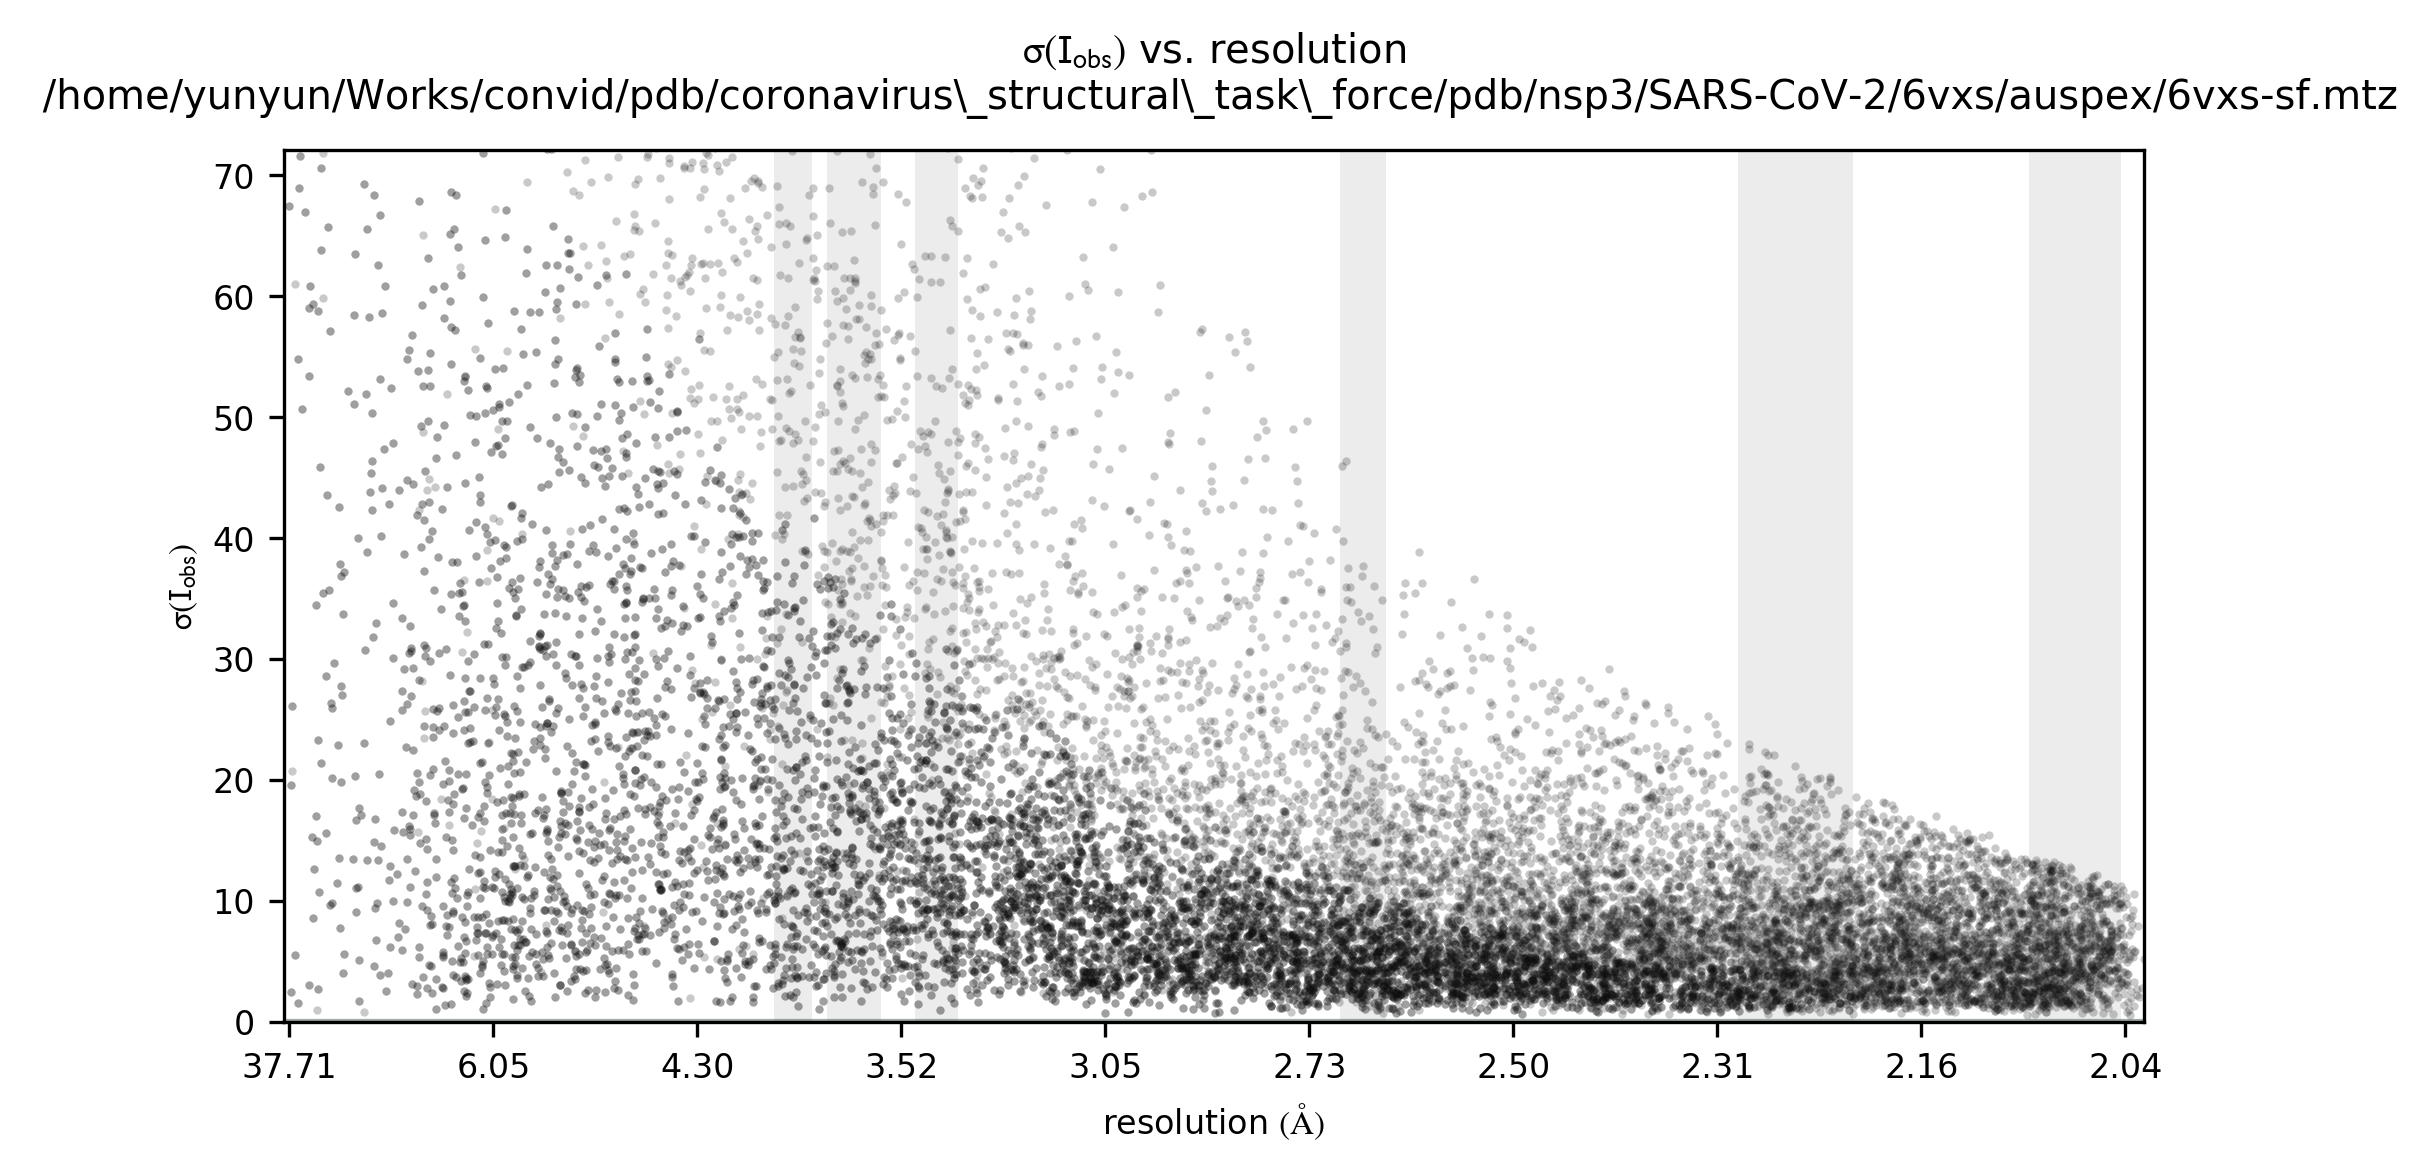 σ(I_obs) vs. resolution
/home/yunyun/Works/convid/pdb/coronavirus\_structural\_task\_force/pdb/nsp3/SARS-CoV-2/6vxs/auspex/6vxs-sf.mtz
70
60
50
40
30
20
10
0
σ(I_obs)
37.71 6.05 4.30 3.52 3.05 2.73 2.50 2.31 2.16 2.04
resolution (Å)